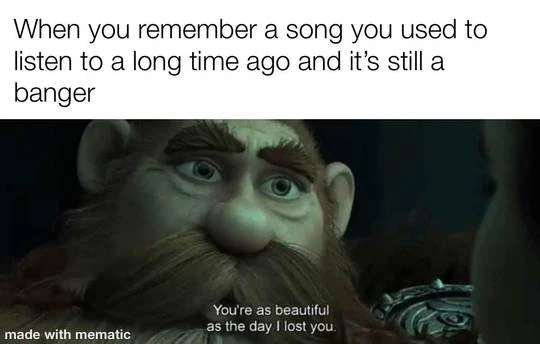 When you remember a song you used to
listen to a long time ago and it's still a
banger
You're as beautiful
as the day I lost you.
made with mematic